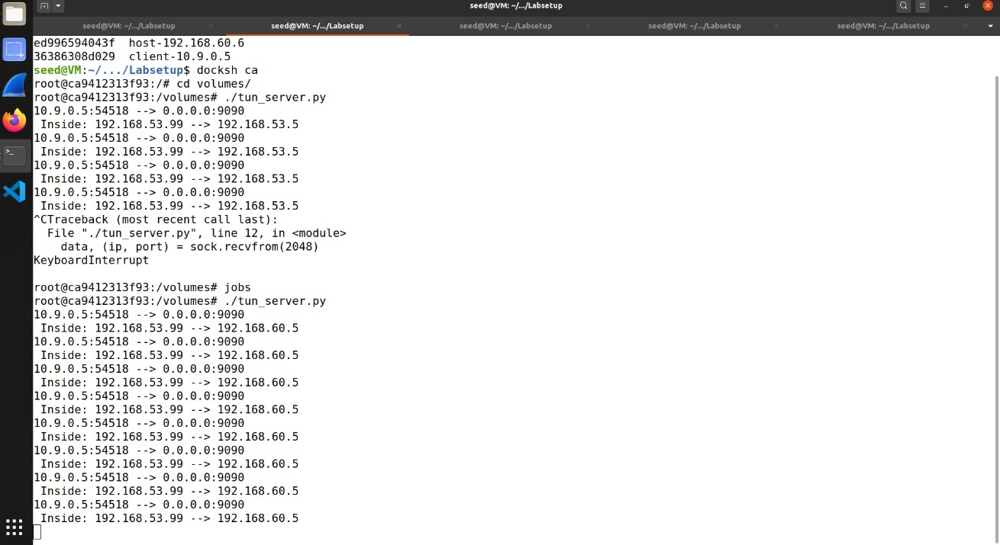 seed@VM: ~/.../Labsetup
seed@VM: ~/.../Labsetup
seed@VM: ~/.../Labsetup
seed@VM: ~/.../Labsetup
seed@VM: ~/.../Labsetup
seed@VM: ~/.../Labsetup
ed996594043f  host-192.168.60.6
36386308d029  client-10.9.0.5
seed@VM:~/.../Labsetup$ docksh ca
root@ca9412313f93:/# cd volumes/
root@ca9412313f93:/volumes# ./tun_server.py
10.9.0.5:54518 --> 0.0.0.0:9090
 Inside: 192.168.53.99 --> 192.168.53.5
10.9.0.5:54518 --> 0.0.0.0:9090
 Inside: 192.168.53.99 --> 192.168.53.5
10.9.0.5:54518 --> 0.0.0.0:9090
 Inside: 192.168.53.99 --> 192.168.53.5
10.9.0.5:54518 --> 0.0.0.0:9090
 Inside: 192.168.53.99 --> 192.168.53.5
^CTraceback (most recent call last):
  File "./tun_server.py", line 12, in <module>
    data, (ip, port) = sock.recvfrom(2048)
KeyboardInterrupt
root@ca9412313f93:/volumes# jobs
root@ca9412313f93:/volumes# ./tun_server.py
10.9.0.5:54518 --> 0.0.0.0:9090
 Inside: 192.168.53.99 --> 192.168.60.5
10.9.0.5:54518 --> 0.0.0.0:9090
 Inside: 192.168.53.99 --> 192.168.60.5
10.9.0.5:54518 --> 0.0.0.0:9090
 Inside: 192.168.53.99 --> 192.168.60.5
10.9.0.5:54518 --> 0.0.0.0:9090
 Inside: 192.168.53.99 --> 192.168.60.5
10.9.0.5:54518 --> 0.0.0.0:9090
 Inside: 192.168.53.99 --> 192.168.60.5
10.9.0.5:54518 --> 0.0.0.0:9090
 Inside: 192.168.53.99 --> 192.168.60.5
10.9.0.5:54518 --> 0.0.0.0:9090
 Inside: 192.168.53.99 --> 192.168.60.5
10.9.0.5:54518 --> 0.0.0.0:9090
 Inside: 192.168.53.99 --> 192.168.60.5